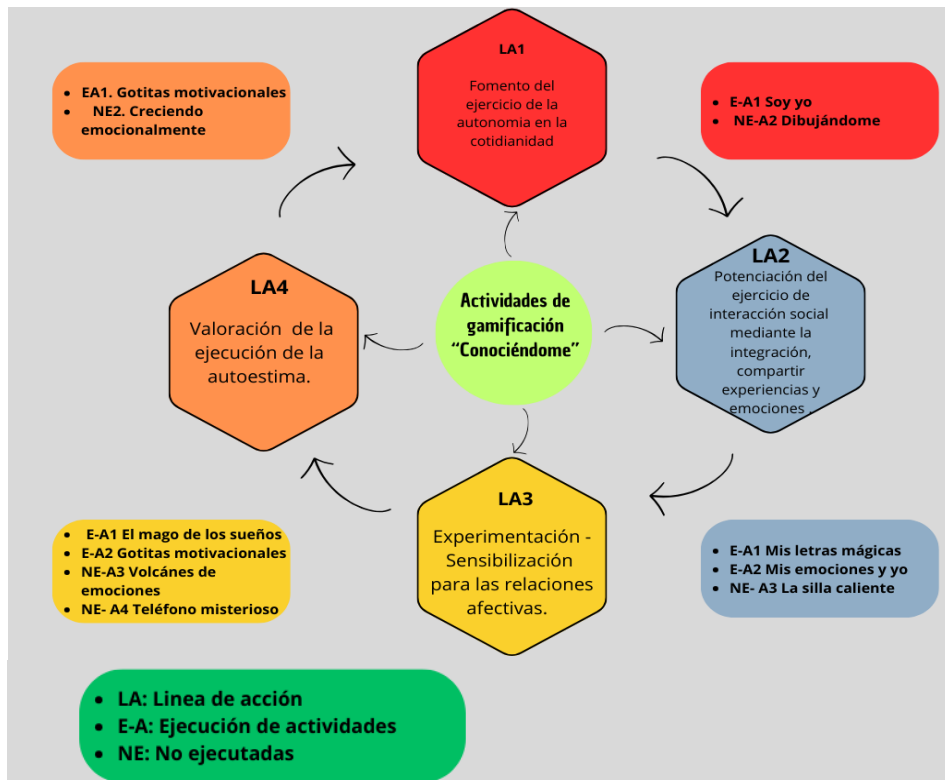 LA1
Fomento del
ejercicio de la
autonomia en la
cotidianidad
• EA1. Gotitas motivacionales
• NE2. Creciendo
emocionalmente
• E-A1 Soy yo
• NE-A2 Dibujándome
LA2
Potenciación del
ejercicio de
interacción social
mediante la
integración,
compartir
experiencias y
emociones .
LA4
Valoración de la
ejecución de la
autoestima.
Actividades de
gamificación
“Conociéndome”
LA3
Experimentación -
Sensibilización
para las relaciones
afectivas.
• E-A1 El mago de los sueños
• E-A2 Gotitas motivacionales
• NE-A3 Volcánes de
emociones
• NE- A4 Teléfono misterioso
• E-A1 Mis letras mágicas
• E-A2 Mis emociones y yo
• NE- A3 La silla caliente
• LA: Linea de acción
• E-A: Ejecución de actividades
• NE: No ejecutadas